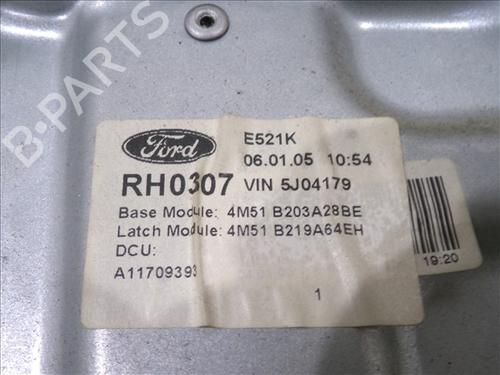 B-PARTS
Ford
E521K
06.01.05 10:54
RH0307 VIN 5J04179
Base Module: 4M51 B203A28BE
Latch Module: 4M51 B219A64EH
DCU:
A11709393
1
19:20